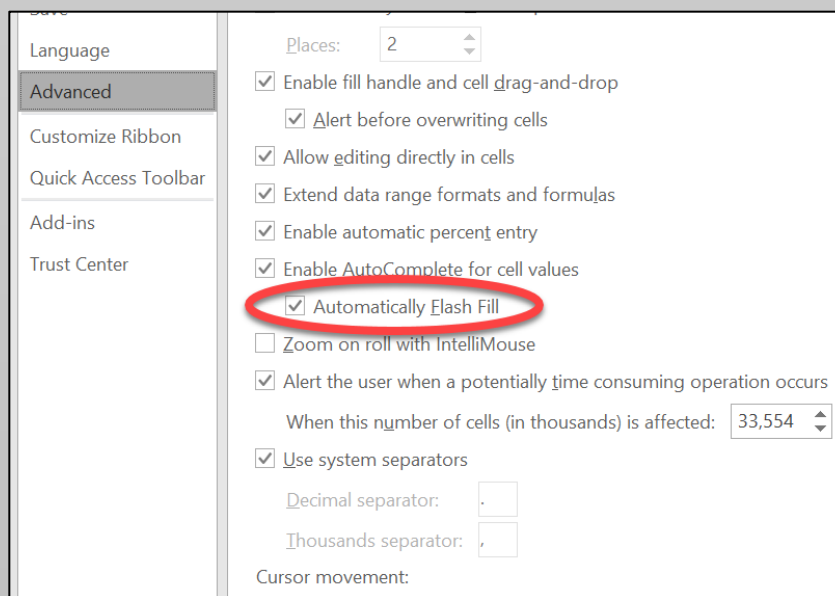 Save
Language
Advanced
Customize Ribbon
Quick Access Toolbar
Add-ins
Trust Center
Places: 2
Enable fill handle and cell drag-and-drop
Alert before overwriting cells
Allow editing directly in cells
Extend data range formats and formulas
Enable automatic percent entry
Enable AutoComplete for cell values
Automatically Flash Fill
Zoom on roll with IntelliMouse
Alert the user when a potentially time consuming operation occurs
When this number of cells (in thousands) is affected: 33,554
Use system separators
Decimal separator: .
Thousands separator: ,
Cursor movement: